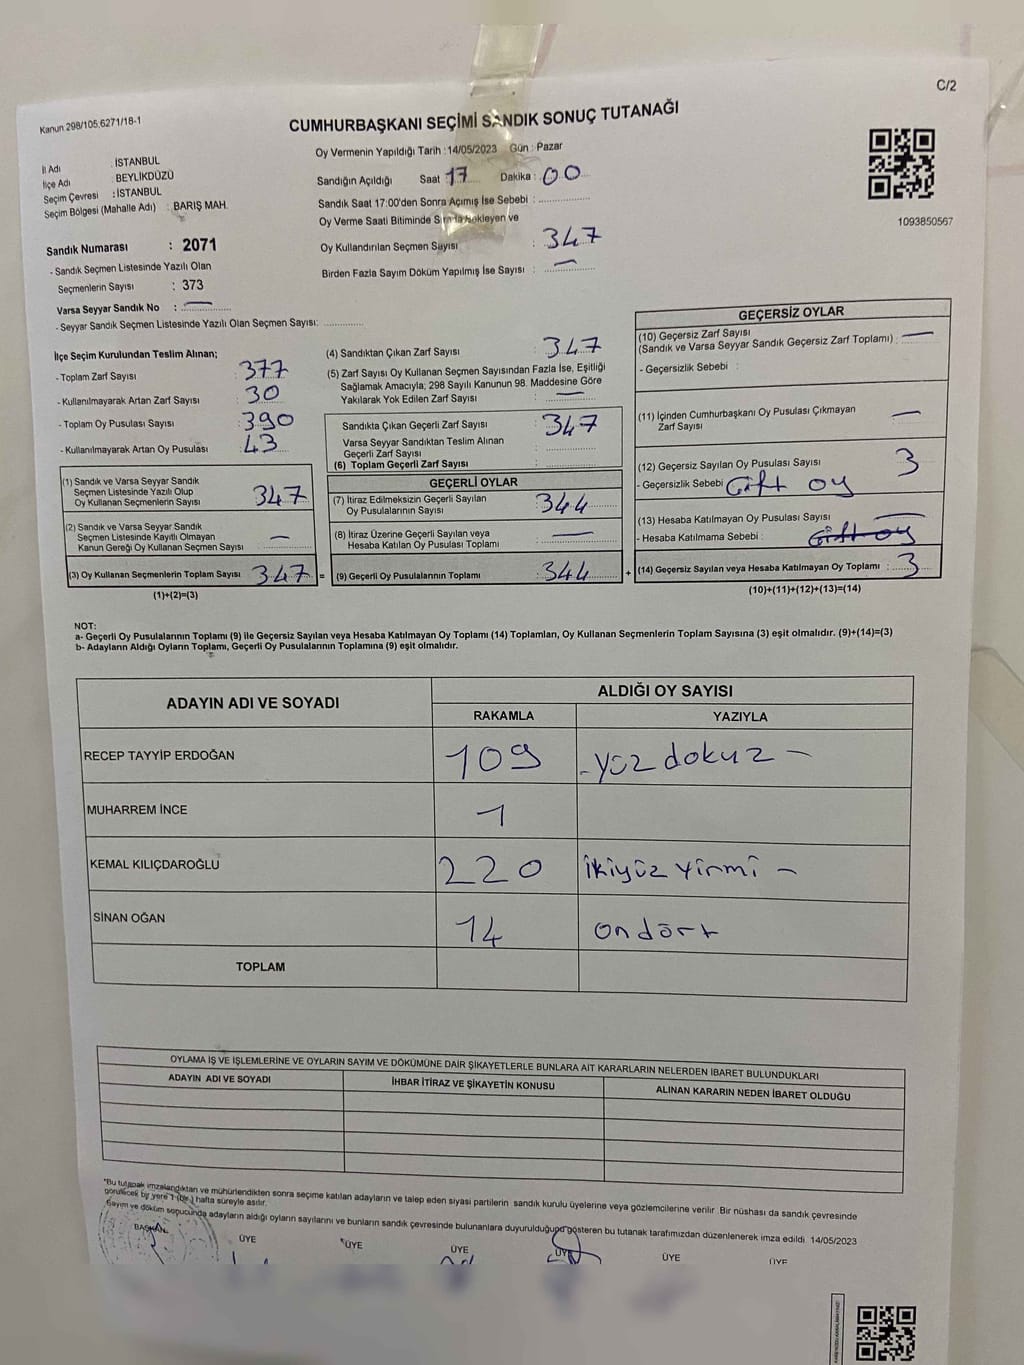 C/2
Kanun 298/105,6271/18-1
CUMHURBAŞKANI SEÇİMİ SANDIK SONUÇ TUTANAĞI
Oy Vermenin Yapıldığı Tarih : 14/05/2023 Gün : Pazar
İl Adı : İSTANBUL
İlçe Adı : BEYLİKDÜZÜ
Seçim Çevresi : İSTANBUL
Seçim Bölgesi (Mahalle Adı) : BARIŞ MAH.
Sandığın Açıldığı Saat 17 Dakika : 00
Sandık Saat 17:00'den Sonra Açımış İse Sebebi :
Oy Verme Saati Bitiminde Sırada Bekleyen ve
Oy Kullandırılan Seçmen Sayısı : 347
Birden Fazla Sayım Döküm Yapılmış İse Sayısı : —
1093850567
Sandık Numarası : 2071
- Sandık Seçmen Listesinde Yazılı Olan
Seçmenlerin Sayısı : 373
Varsa Seyyar Sandık No : —
- Seyyar Sandık Seçmen Listesinde Yazılı Olan Seçmen Sayısı:
İlçe Seçim Kurulundan Teslim Alınan;
- Toplam Zarf Sayısı : 377
- Kullanılmayarak Artan Zarf Sayısı : 30
- Toplam Oy Pusulası Sayısı : 390
- Kullanılmayarak Artan Oy Pusulası : 43
(1) Sandık ve Varsa Seyyar Sandık
Seçmen Listesinde Yazılı Olup
Oy Kullanan Seçmenlerin Sayısı 347
(2) Sandık ve Varsa Seyyar Sandık
Seçmen Listesinde Kayıtlı Olmayan
Kanun Gereği Oy Kullanan Seçmen Sayısı : —
(3) Oy Kullanan Seçmenlerin Toplam Sayısı 347 =
(1)+(2)=(3)
(4) Sandıktan Çıkan Zarf Sayısı : 347
(5) Zarf Sayısı Oy Kullanan Seçmen Sayısından Fazla İse, Eşitliği
Sağlamak Amacıyla; 298 Sayılı Kanunun 98. Maddesine Göre
Yakılarak Yok Edilen Zarf Sayısı : —
Sandıkta Çıkan Geçerli Zarf Sayısı : 347
Varsa Seyyar Sandıktan Teslim Alınan
Geçerli Zarf Sayısı :
(6) Toplam Geçerli Zarf Sayısı :
GEÇERLİ OYLAR
(7) İtiraz Edilmeksizin Geçerli Sayılan
Oy Pusulalarının Sayısı : 344
(8) İtiraz Üzerine Geçerli Sayılan veya
Hesaba Katılan Oy Pusulası Toplamı : —
(9) Geçerli Oy Pusulalarının Toplamı : 344 +
GEÇERSİZ OYLAR
(10) Geçersiz Zarf Sayısı
(Sandık ve Varsa Seyyar Sandık Geçersiz Zarf Toplamı) : —
- Geçersizlik Sebebi :
(11) İçinden Cumhurbaşkanı Oy Pusulası Çıkmayan
Zarf Sayısı —
(12) Geçersiz Sayılan Oy Pusulası Sayısı 3
- Geçersizlik Sebebi Çift oy
(13) Hesaba Katılmayan Oy Pusulası Sayısı —
- Hesaba Katılmama Sebebi : Çift oy
(14) Geçersiz Sayılan veya Hesaba Katılmayan Oy Toplamı : 3
(10)+(11)+(12)+(13)=(14)
NOT:
a- Geçerli Oy Pusulalarının Toplamı (9) ile Geçersiz Sayılan veya Hesaba Katılmayan Oy Toplamı (14) Toplamları, Oy Kullanan Seçmenlerin Toplam Sayısına (3) eşit olmalıdır. (9)+(14)=(3)
b- Adayların Aldığı Oyların Toplamı, Geçerli Oy Pusulalarının Toplamına (9) eşit olmalıdır.
ADAYIN ADI VE SOYADI
ALDIĞI OY SAYISI
RAKAMLA YAZIYLA
RECEP TAYYİP ERDOĞAN 109 - yüz dokuz -
MUHARREM İNCE 1
KEMAL KILIÇDAROĞLU 220 ikiyüz yirmi -
SİNAN OĞAN 14 on dört
TOPLAM
OYLAMA İŞ VE İŞLEMLERİNE VE OYLARIN SAYIM VE DÖKÜMÜNE DAİR ŞİKAYETLERLE BUNLARA AİT KARARLARIN NELERDEN İBARET BULUNDUKLARI
ADAYIN ADI VE SOYADI İHBAR İTİRAZ VE ŞİKAYETİN KONUSU ALINAN KARARIN NEDEN İBARET OLDUĞU
*Bu tutanak imzalandıktan ve mühürlendikten sonra seçime katılan adayların ve talep eden siyasi partilerin sandık kurulu üyelerine veya gözlemcilerine verilir. Bir nüshası da sandık çevresinde
görülecek bir yere 1 (bir) hafta süreyle asılır.
Sayım ve döküm sonucunda adayların aldığı oyların sayılarını ve bunların sandık çevresinde bulunanlara duyurulduğunu gösteren bu tutanak tarafımızdan düzenlenerek imza edildi. 14/05/2023
BAŞKAN ÜYE ÜYE ÜYE ÜYE ÜYE ÜYE